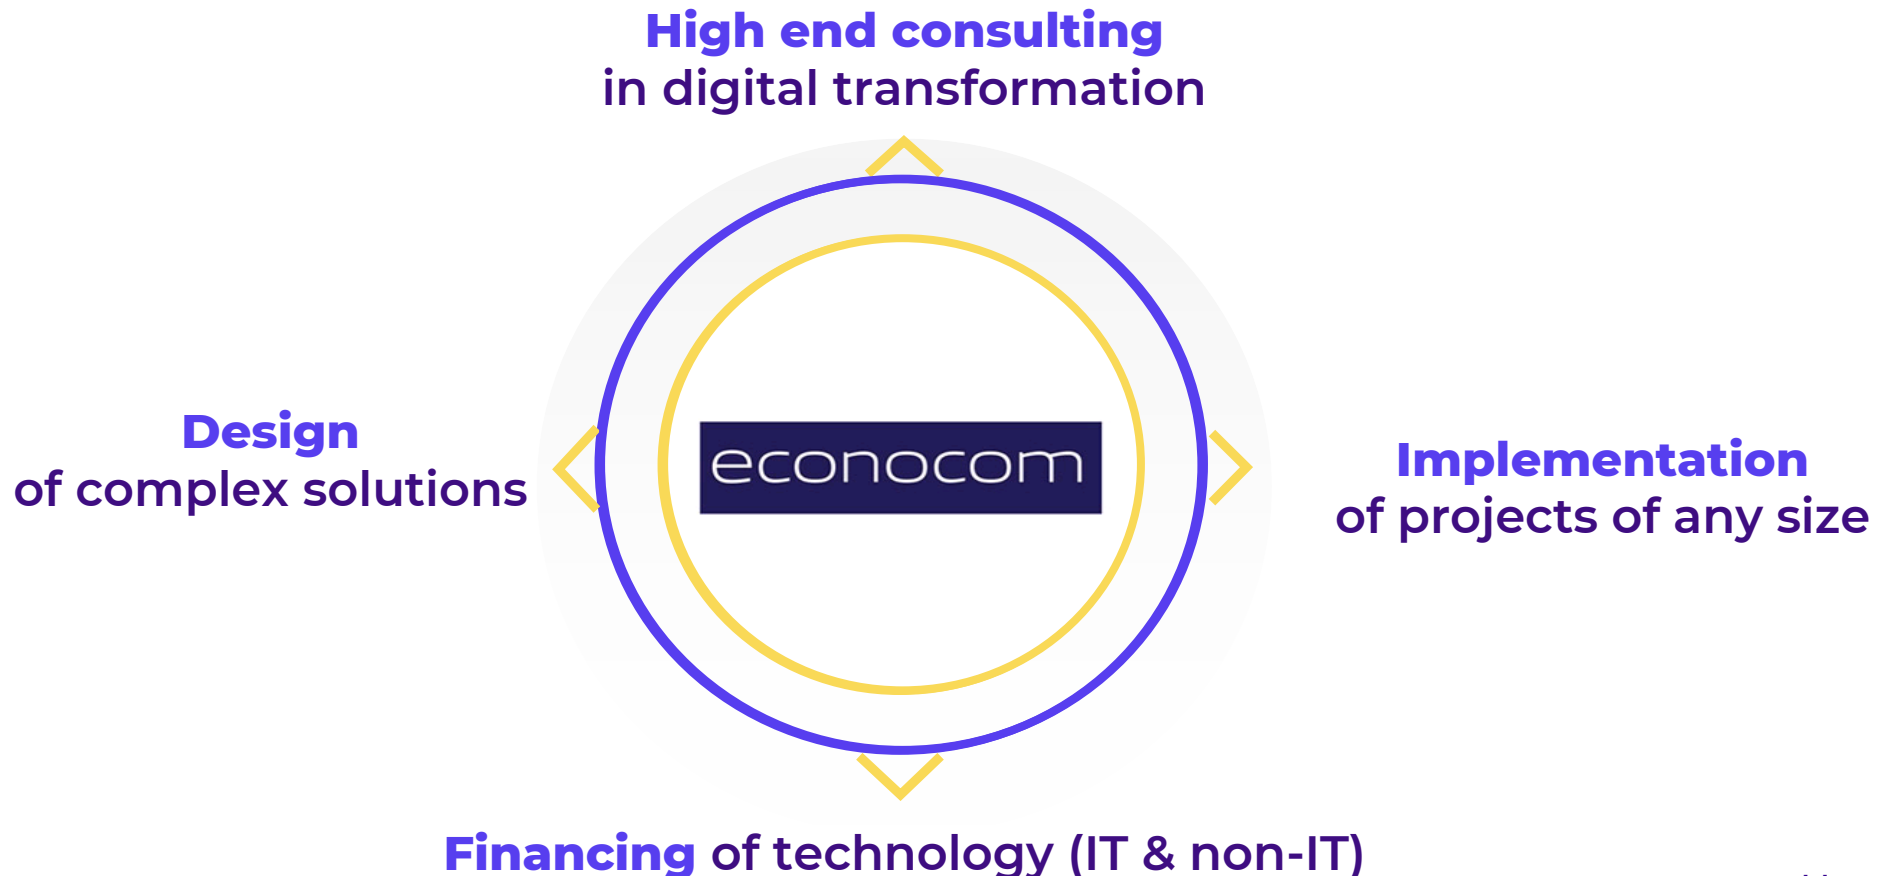 High end consulting
in digital transformation
Design
of complex solutions
econocom
Implementation
of projects of any size
Financing of technology (IT & non-IT)